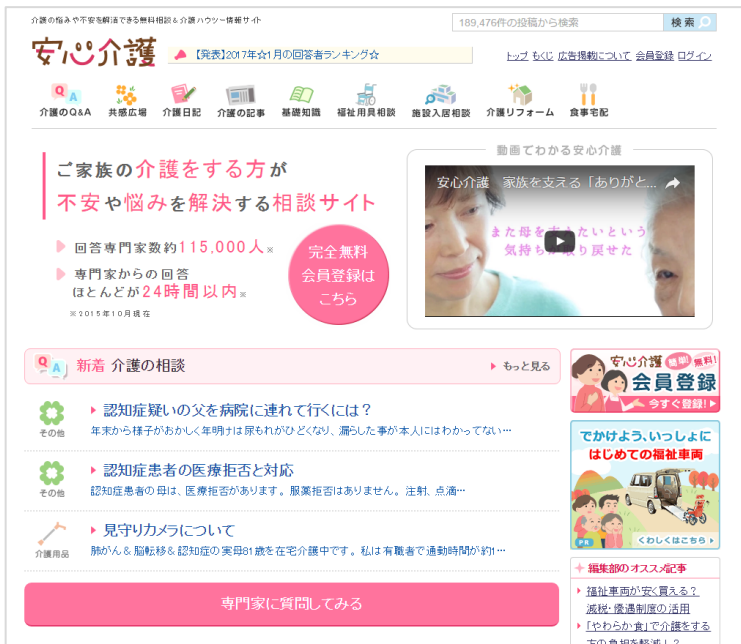 介護の悩みや不安を解消できる無料相談&介護ハウツー情報サイト
189,476件の投稿から検索
検索
安心介護
【発表】2017年☆1月の回答者ランキング☆
トップ もくじ 広告掲載について 会員登録 ログイン
Q A
介護のQ&A 共感広場 介護日記 介護の記事 基礎知識 福祉用具相談 施設入居相談 介護リフォーム 食事宅配
ご家族の介護をする方が
不安や悩みを解決する相談サイト
回答専門家数約115,000人※
専門家からの回答
ほとんどが24時間以内※
※2015年10月現在
完全無料
会員登録は
こちら
動画でわかる安心介護
安心介護 家族を支える「ありがと...
また母を支えたいという
気持ちが取り戻せた
Q A 新着 介護の相談
もっと見る
その他
認知症疑いの父を病院に連れて行くには?
年末から様子がおかしく年明けは尿もれがひどくなり、漏らした事が本人にはわかってない…
その他
認知症患者の医療拒否と対応
認知症患者の母は、医療拒否があります。服薬拒否はありません。注射、点滴…
介護用品
見守りカメラについて
肺がん&脳転移&認知症の実母81歳を在宅介護中です。私は有職者で通勤時間が約1…
専門家に質問してみる
安心介護 簡単! 無料!
会員登録
今すぐ登録!
でかけよう、いっしょに
はじめての福祉車両
PR
くわしくはこちら
編集部のオススメ記事
福祉車両が安く買える?
減税・優遇制度の活用
「やわらか食」で介護をする
方の負担を軽減!?